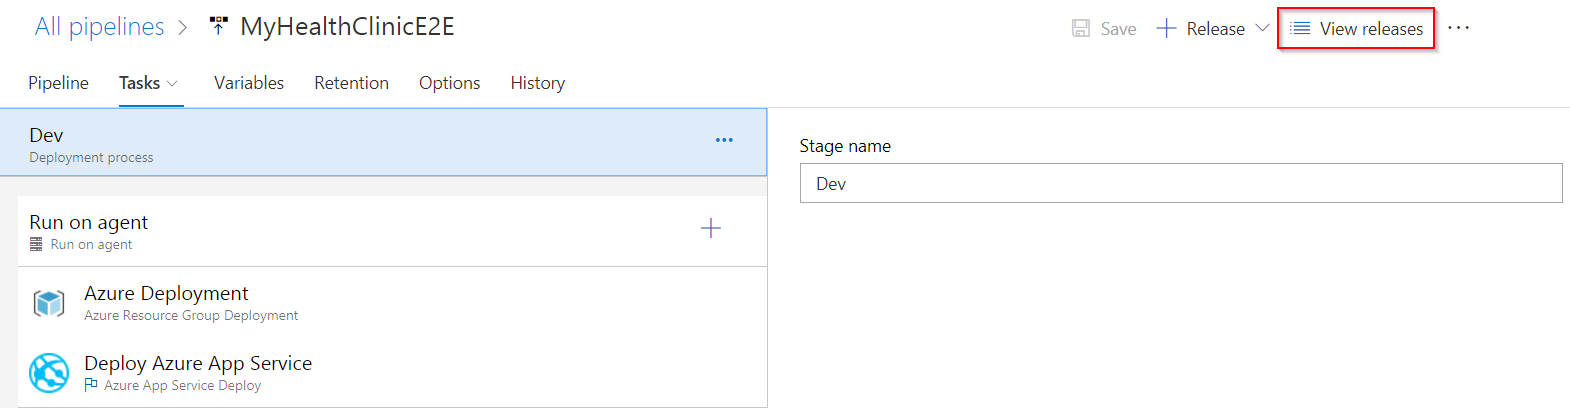 All pipelines > MyHealthClinicE2E
Save + Release View releases ...
Pipeline Tasks Variables Retention Options History
Dev
Deployment process
Stage name
Dev
Run on agent
Run on agent
Azure Deployment
Azure Resource Group Deployment
Deploy Azure App Service
Azure App Service Deploy